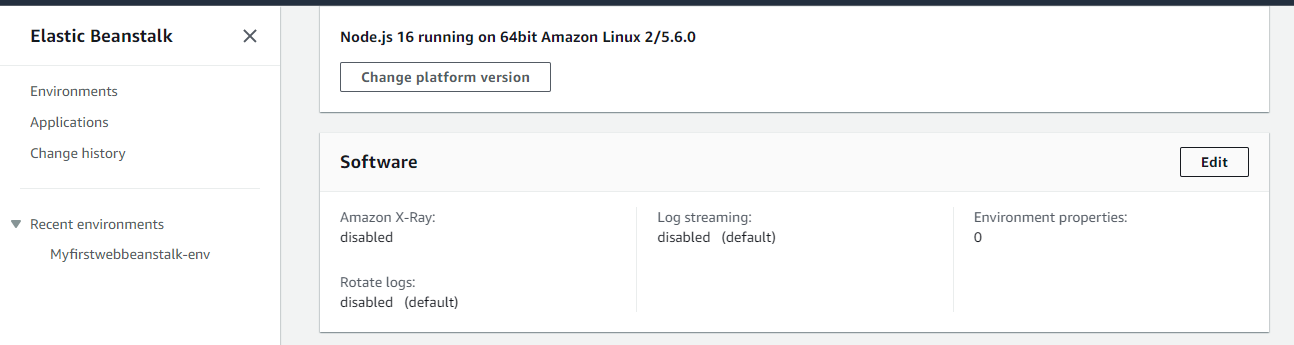 Elastic Beanstalk
Environments
Applications
Change history
Recent environments
Myfirstwebbeanstalk-env
Node.js 16 running on 64bit Amazon Linux 2/5.6.0
Change platform version
Software
Edit
Amazon X-Ray:
disabled
Rotate logs:
disabled (default)
Log streaming:
disabled (default)
Environment properties:
0